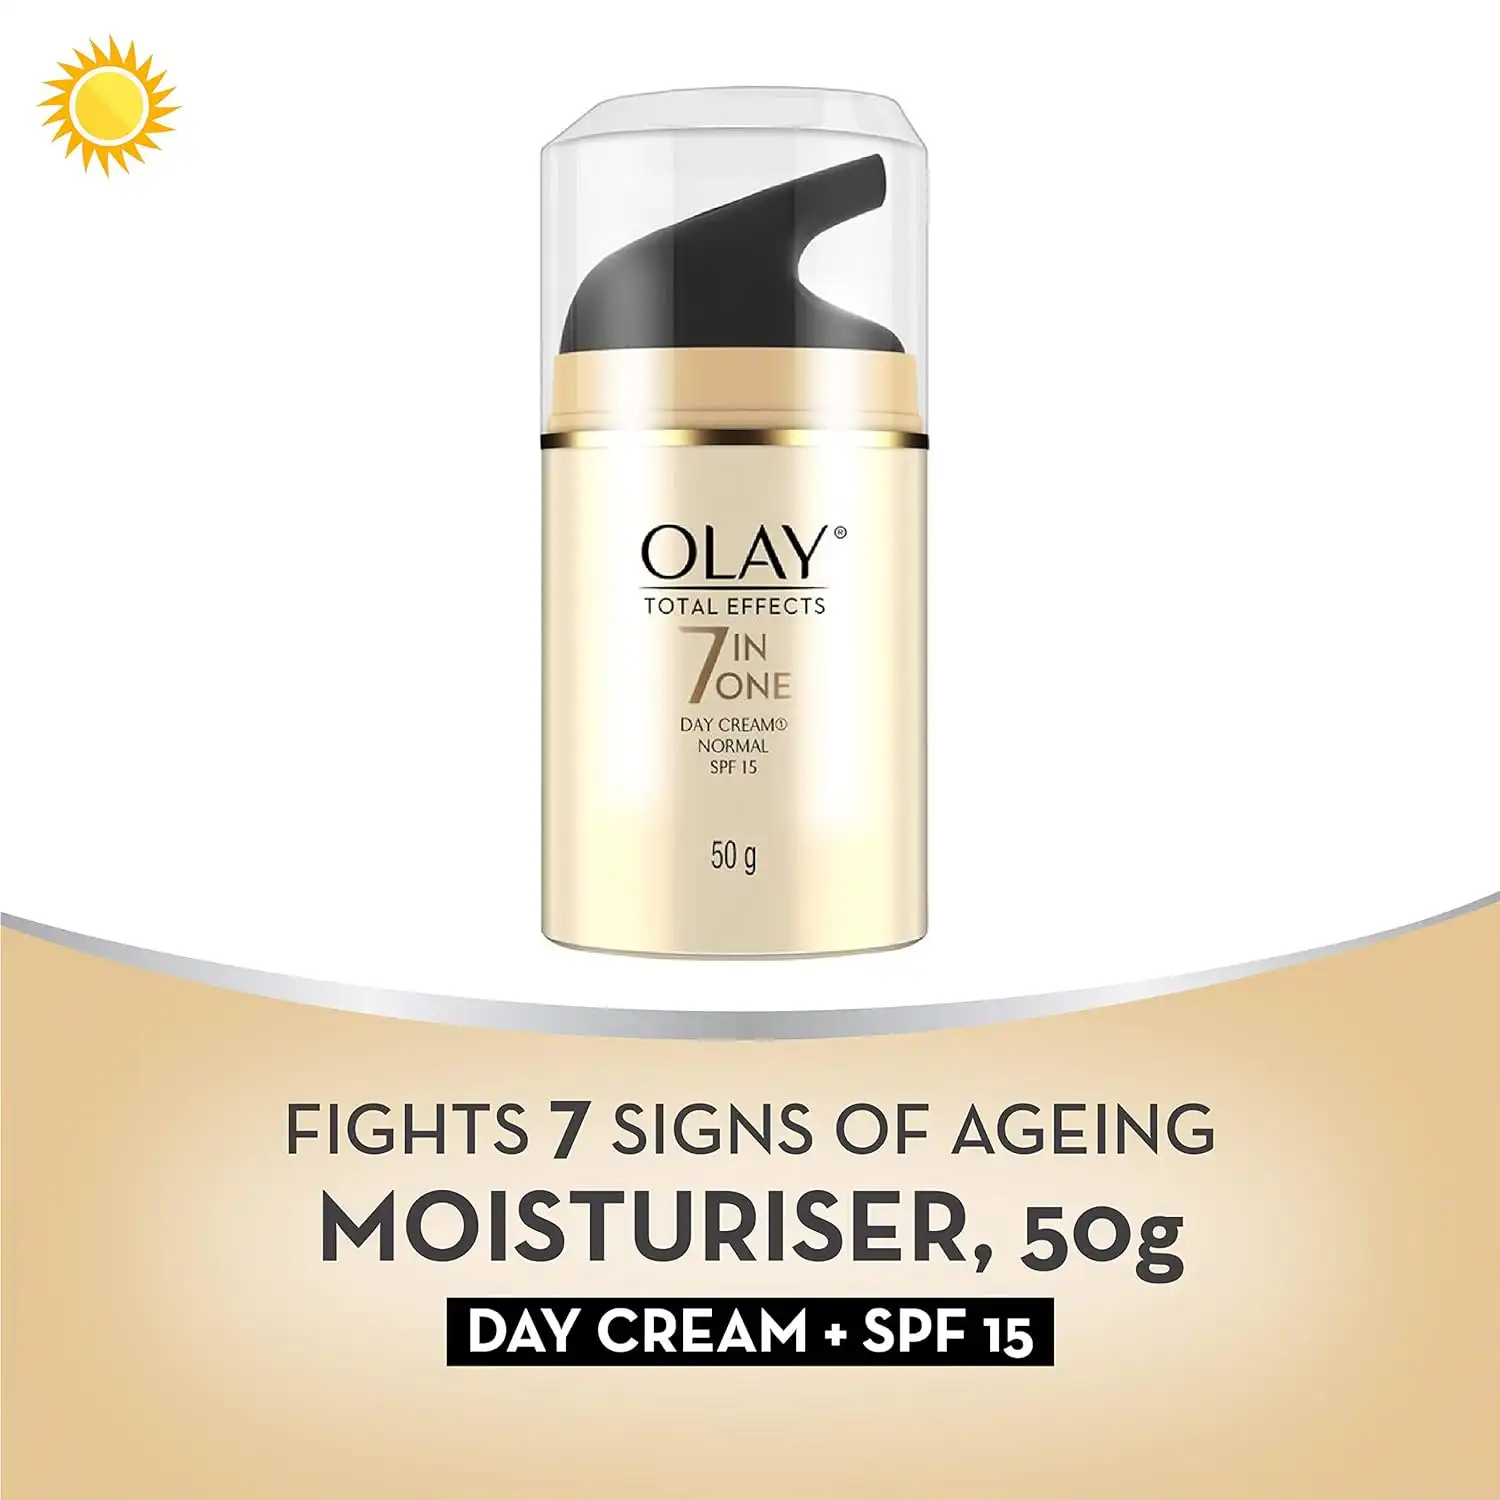 OLAY®
TOTAL EFFECTS
7 IN
ONE
DAY CREAM①
NORMAL
SPF 15
50 g
FIGHTS 7 SIGNS OF AGEING
MOISTURISER, 50g
DAY CREAM + SPF 15